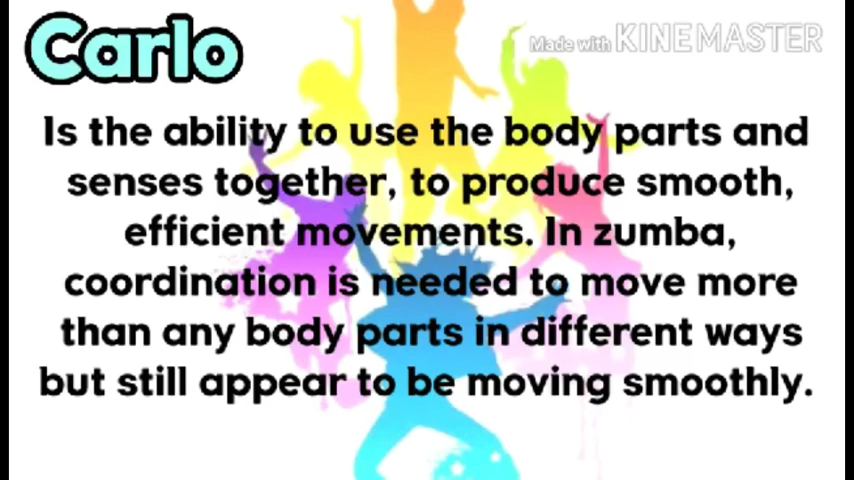 Carlo
Made with KINEMASTER
Is the ability to use the body parts and
senses together, to produce smooth,
efficient movements. In zumba,
coordination is needed to move more
than any body parts in different ways
but still appear to be moving smoothly.